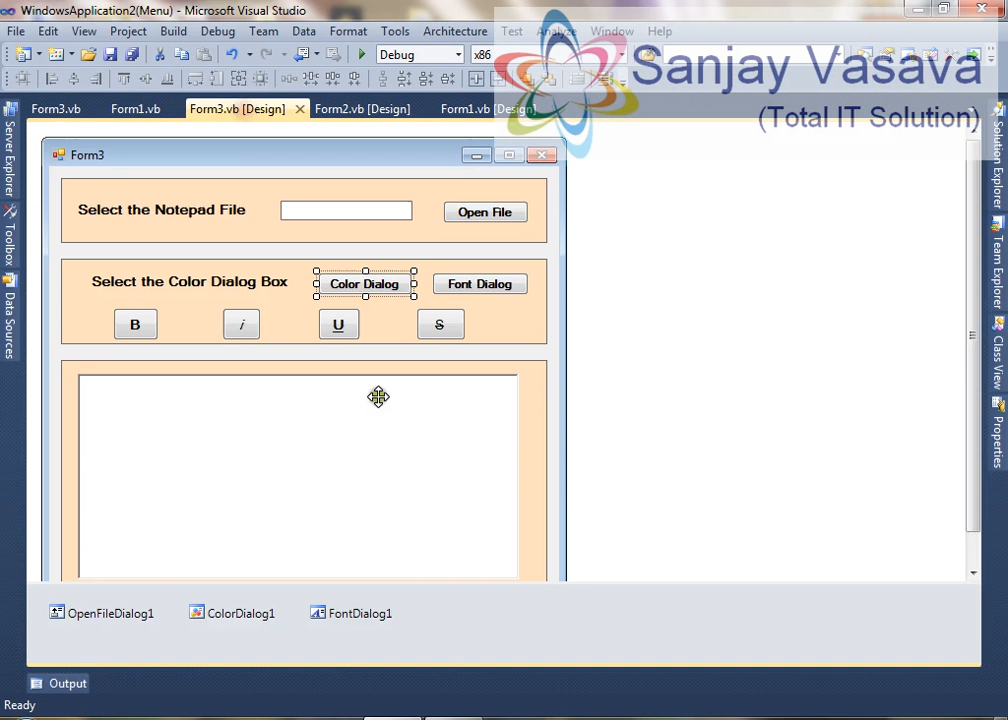 WindowsApplication2(Menu) - Microsoft Visual Studio
File Edit View Project Build Debug Team Data Format Tools Architecture Test Analyze Window Help
Debug x86
Sanjay Vasava
(Total IT Solution)
Form3.vb Form1.vb Form3.vb [Design] Form2.vb [Design] Form1.vb [Design]
Server Explorer
Toolbox
Data Sources
Form3
Select the Notepad File Open File
Select the Color Dialog Box Color Dialog Font Dialog
B i U S
OpenFileDialog1 ColorDialog1 FontDialog1
Solution Explorer
Team Explorer
Class View
Properties
Output
Ready